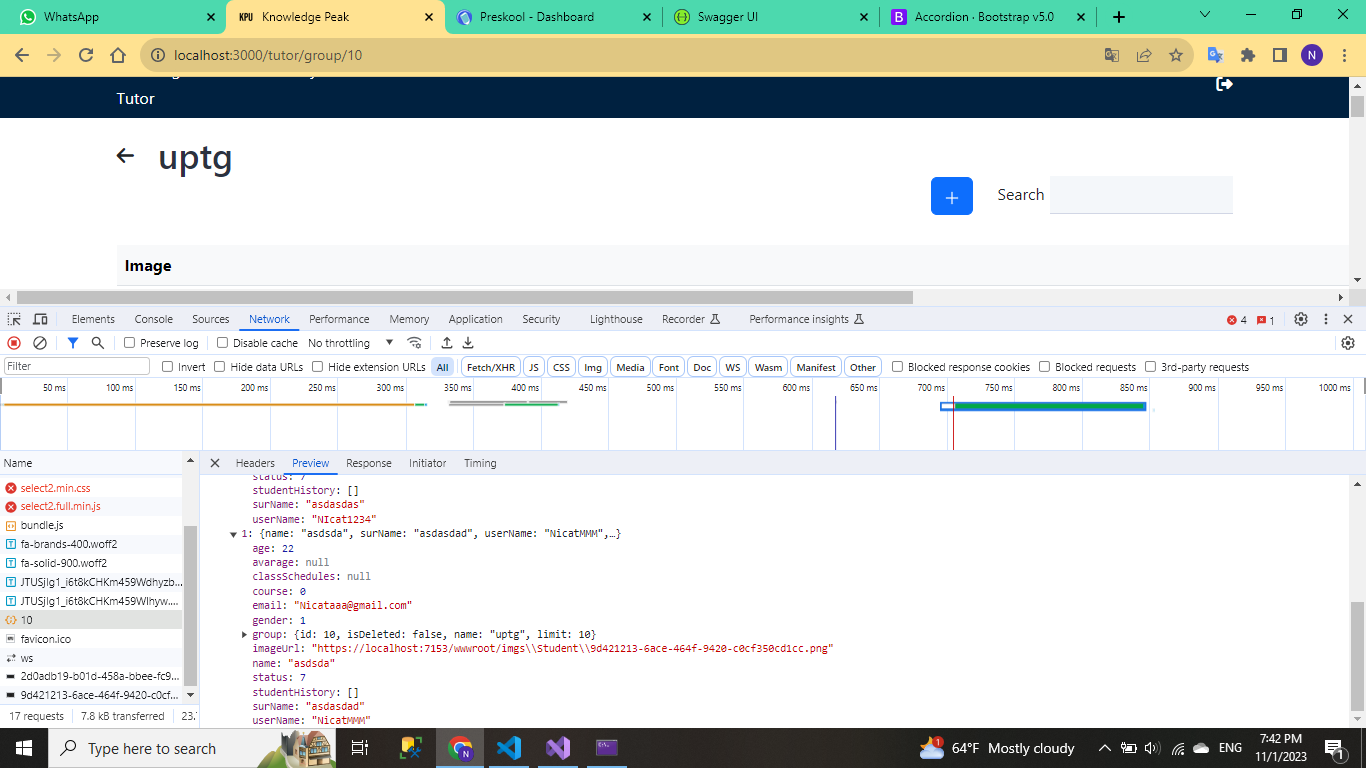 WhatsApp
KPU Knowledge Peak
Preskool - Dashboard
Swagger UI
B Accordion · Bootstrap v5.0
localhost:3000/tutor/group/10
N
Tutor
uptg
+ Search
Image
Elements Console Sources Network Performance Memory Application Security Lighthouse Recorder Performance insights 4 1
Preserve log Disable cache No throttling
Filter Invert Hide data URLs Hide extension URLs All Fetch/XHR JS CSS Img Media Font Doc WS Wasm Manifest Other Blocked response cookies Blocked requests 3rd-party requests
50 ms 100 ms 150 ms 200 ms 250 ms 300 ms 350 ms 400 ms 450 ms 500 ms 550 ms 600 ms 650 ms 700 ms 750 ms 800 ms 850 ms 900 ms 950 ms 1000 ms
Name
select2.min.css
select2.full.min.js
bundle.js
fa-brands-400.woff2
fa-solid-900.woff2
JTUSjIg1_i6t8kCHKm459Wdhyzb...
JTUSjIg1_i6t8kCHKm459Wlhyw....
10
favicon.ico
ws
2d0adb19-b01d-458a-bbee-fc9...
9d421213-6ace-464f-9420-c0cf...
17 requests 7.8 kB transferred 23.
Headers Preview Response Initiator Timing
status: 7
studentHistory: []
surName: "asdasdas"
userName: "NIcat1234"
1: {name: "asdsda", surName: "asdasdad", userName: "NicatMMM",…}
age: 22
avarage: null
classSchedules: null
course: 0
email: "Nicataaa@gmail.com"
gender: 1
group: {id: 10, isDeleted: false, name: "uptg", limit: 10}
imageUrl: "https://localhost:7153/wwwroot/imgs\\Student\\9d421213-6ace-464f-9420-c0cf350cd1cc.png"
name: "asdsda"
status: 7
studentHistory: []
surName: "asdasdad"
userName: "NicatMMM"
Type here to search
64°F Mostly cloudy
ENG
7:42 PM
11/1/2023
1